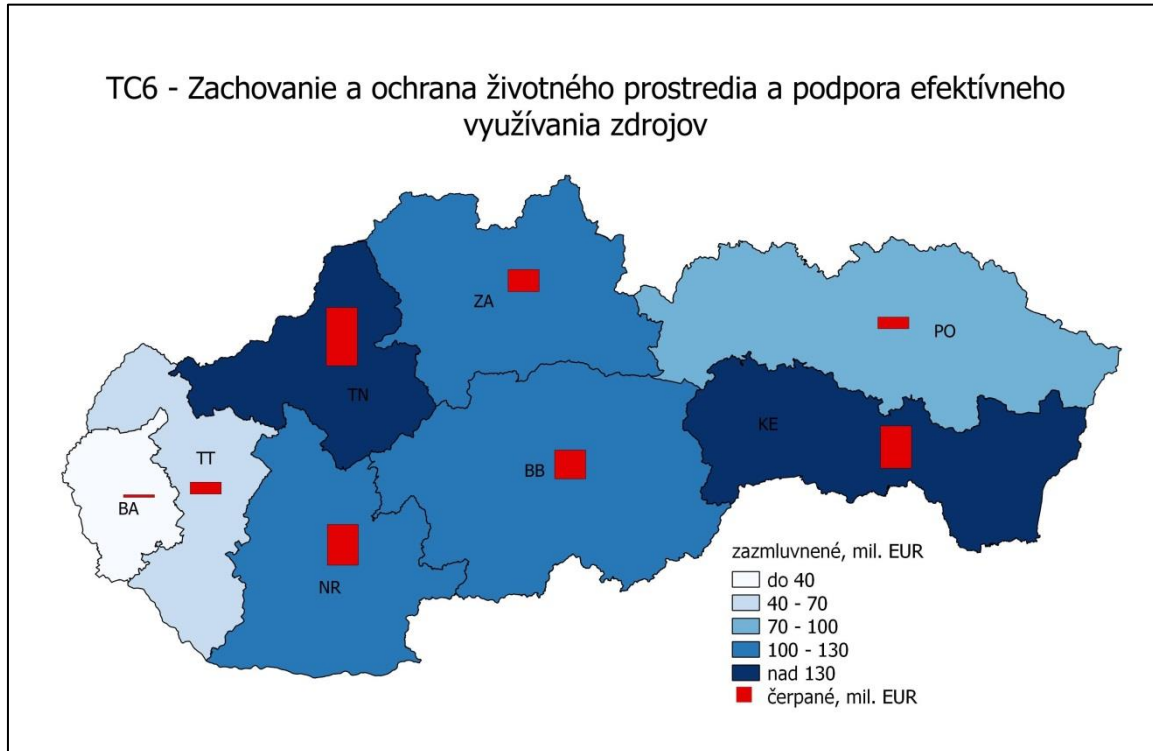 TC6 - Zachovanie a ochrana životného prostredia a podpora efektívneho
využívania zdrojov
ZA
PO
TN
KE
TT
BB
BA
NR
zazmluvnené, mil. EUR
do 40
40 - 70
70 - 100
100 - 130
nad 130
čerpané, mil. EUR